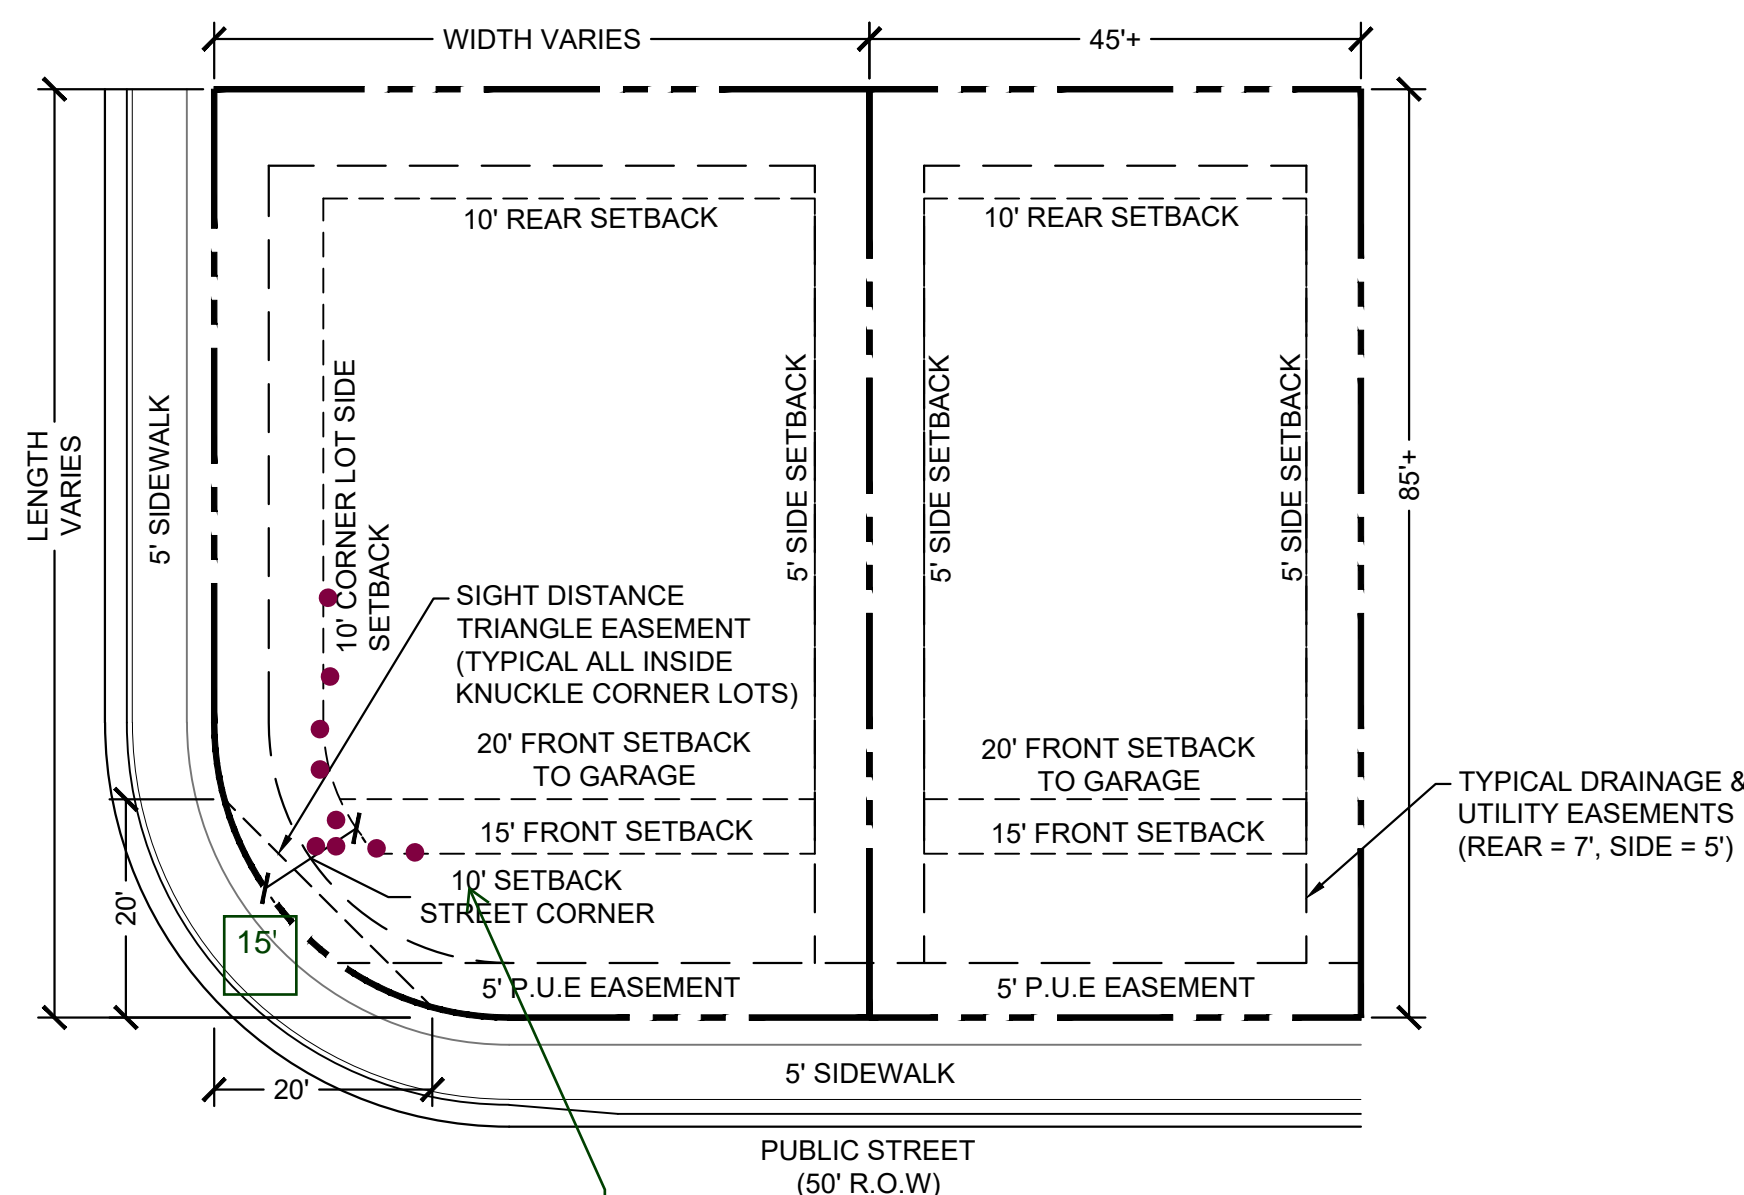 WIDTH VARIES
45'+
10' REAR SETBACK
10' REAR SETBACK
LENGTH
VARIES
5' SIDEWALK
10' CORNER LOT SIDE
SETBACK
5' SIDE SETBACK
5' SIDE SETBACK
5' SIDE SETBACK
85'+
SIGHT DISTANCE
TRIANGLE EASEMENT
(TYPICAL ALL INSIDE
KNUCKLE CORNER LOTS)
20' FRONT SETBACK
TO GARAGE
20' FRONT SETBACK
TO GARAGE
15' FRONT SETBACK
15' FRONT SETBACK
TYPICAL DRAINAGE &
UTILITY EASEMENTS
(REAR = 7', SIDE = 5')
10' SETBACK
STREET CORNER
20'
15'
5' P.U.E EASEMENT
5' P.U.E EASEMENT
20'
5' SIDEWALK
PUBLIC STREET
(50' R.O.W)